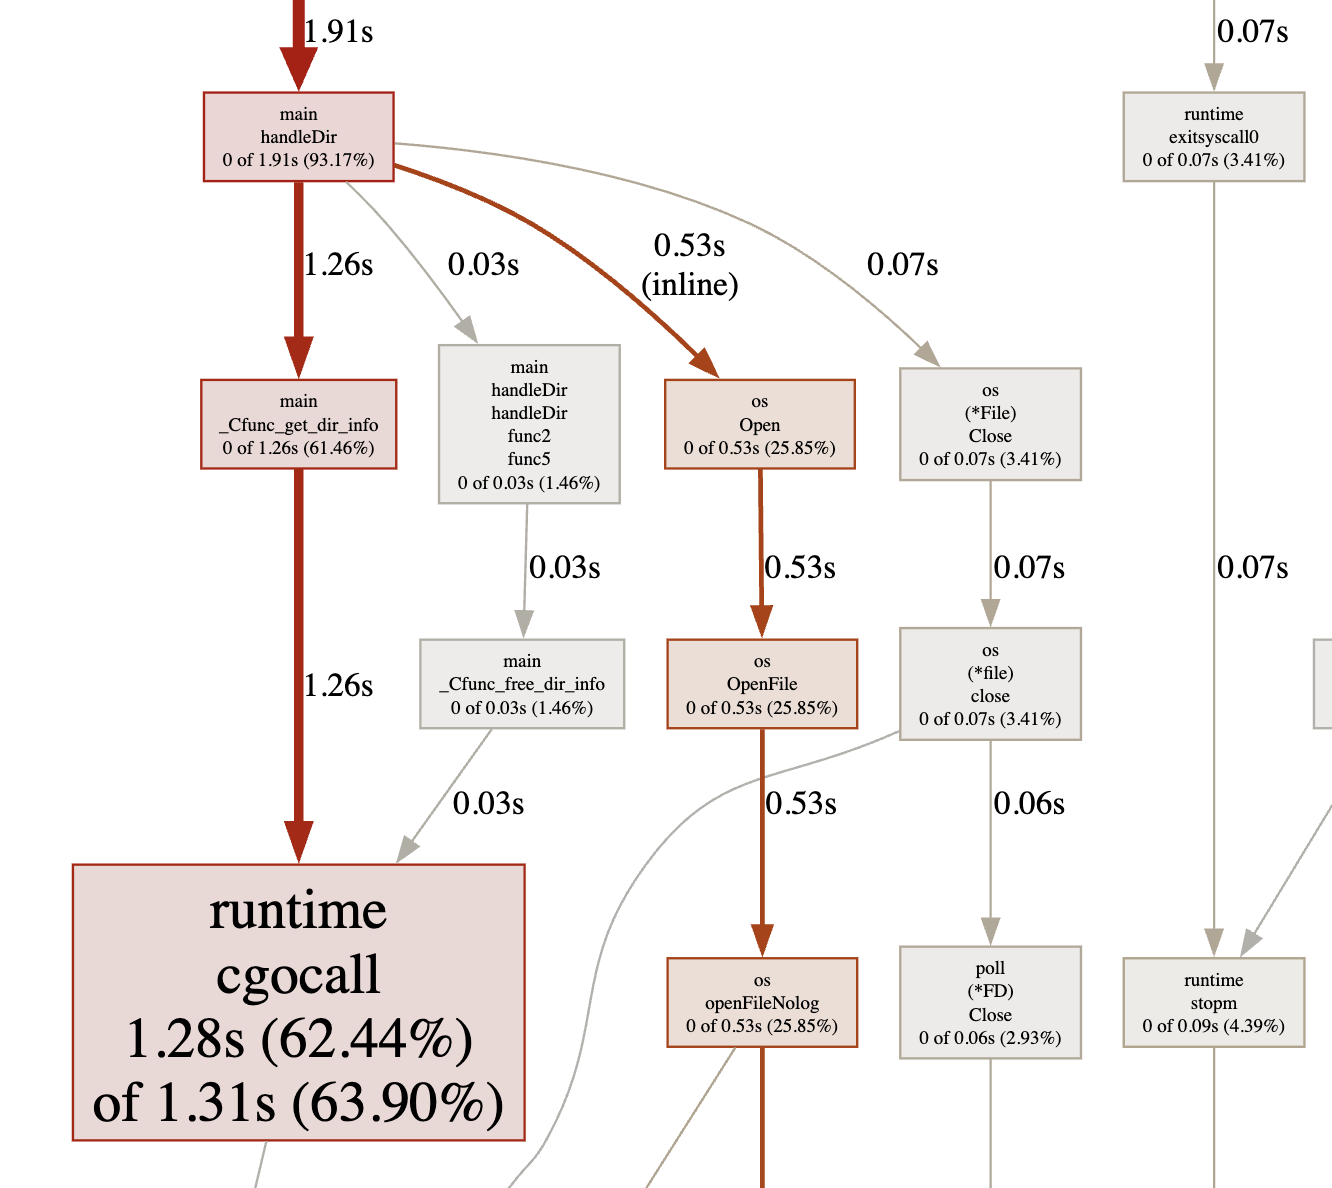 1.91s
0.07s
main
handleDir
0 of 1.91s (93.17%)
runtime
exitsyscall0
0 of 0.07s (3.41%)
1.26s
0.03s
0.53s
(inline)
0.07s
main
_Cfunc_get_dir_info
0 of 1.26s (61.46%)
main
handleDir
handleDir
func2
func5
0 of 0.03s (1.46%)
os
Open
0 of 0.53s (25.85%)
os
(*File)
Close
0 of 0.07s (3.41%)
0.03s
0.53s
0.07s
0.07s
1.26s
main
_Cfunc_free_dir_info
0 of 0.03s (1.46%)
os
OpenFile
0 of 0.53s (25.85%)
os
(*file)
close
0 of 0.07s (3.41%)
0.03s
0.53s
0.06s
runtime
cgocall
1.28s (62.44%)
of 1.31s (63.90%)
os
openFileNolog
0 of 0.53s (25.85%)
poll
(*FD)
Close
0 of 0.06s (2.93%)
runtime
stopm
0 of 0.09s (4.39%)